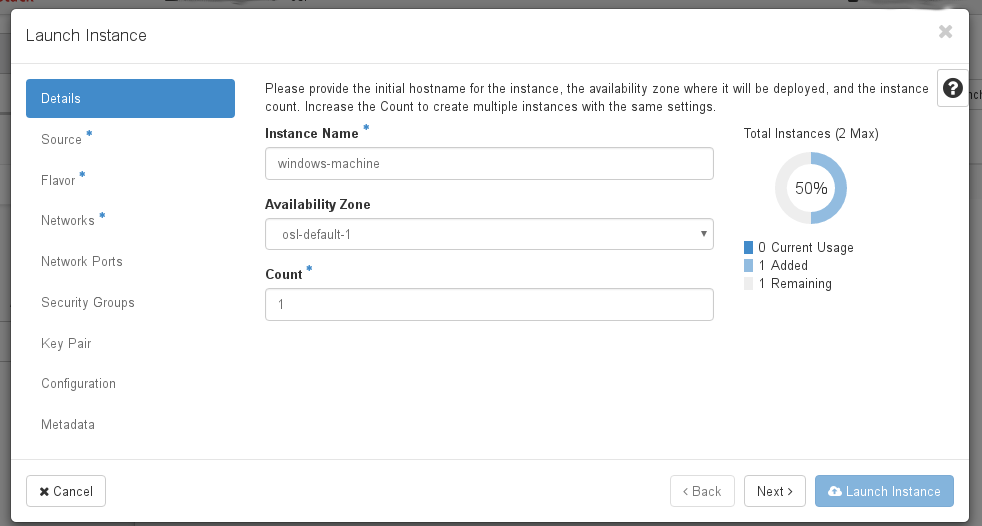 Launch Instance
Details
Source *
Flavor *
Networks *
Network Ports
Security Groups
Key Pair
Configuration
Metadata
Please provide the initial hostname for the instance, the availability zone where it will be deployed, and the instance
count. Increase the Count to create multiple instances with the same settings.
Instance Name *
windows-machine
Availability Zone
osl-default-1
Count *
1
Total Instances (2 Max)
50%
0 Current Usage
1 Added
1 Remaining
Cancel
< Back
Next >
Launch Instance